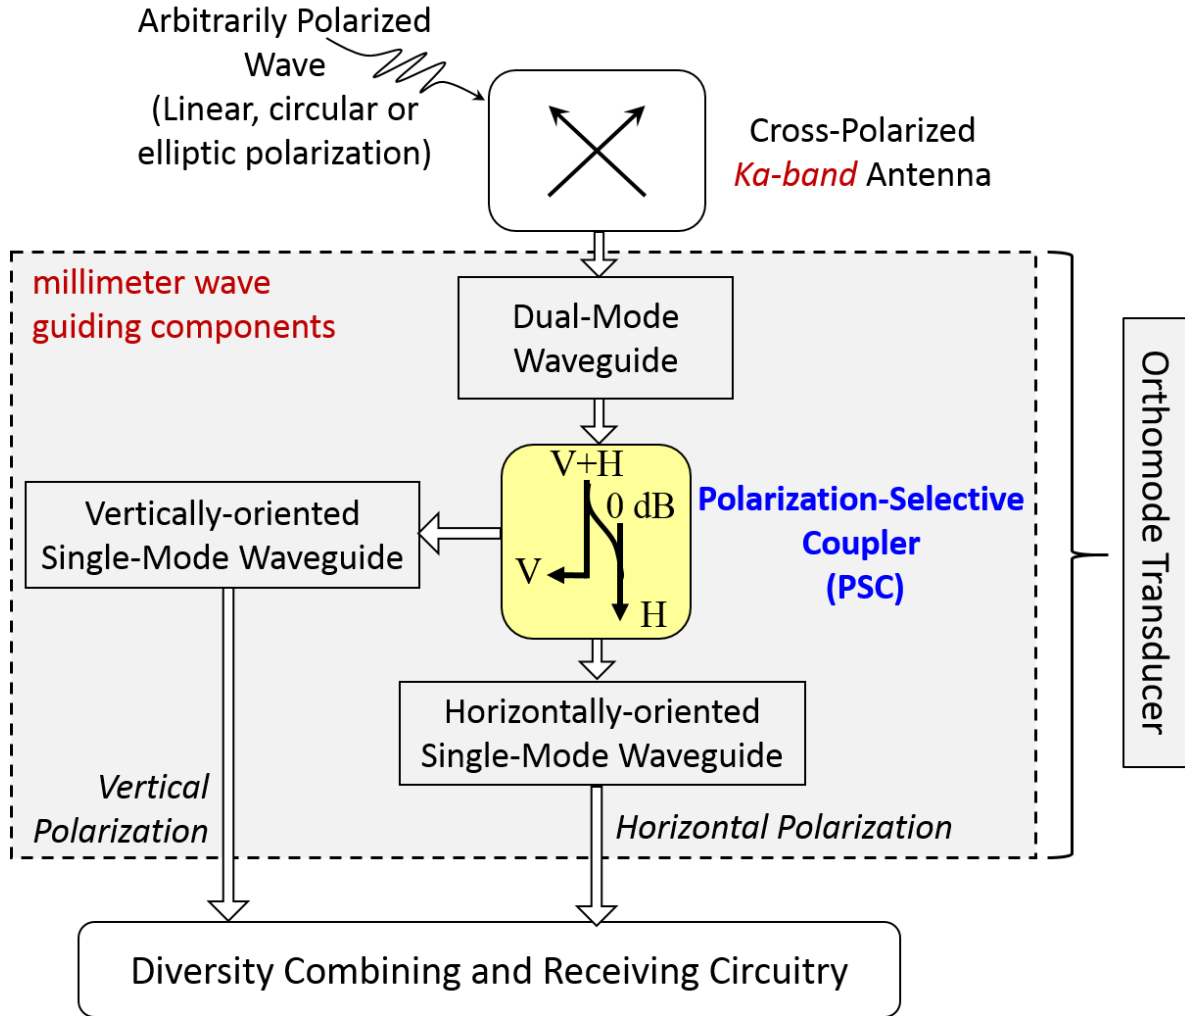 Arbitrarily Polarized
Wave
(Linear, circular or
elliptic polarization)
Cross-Polarized
Ka-band Antenna
millimeter wave
guiding components
Dual-Mode
Waveguide
V+H
0 dB
V
H
Polarization-Selective
Coupler
(PSC)
Vertically-oriented
Single-Mode Waveguide
Horizontally-oriented
Single-Mode Waveguide
Vertical
Polarization
Horizontal Polarization
Orthomode Transducer
Diversity Combining and Receiving Circuitry